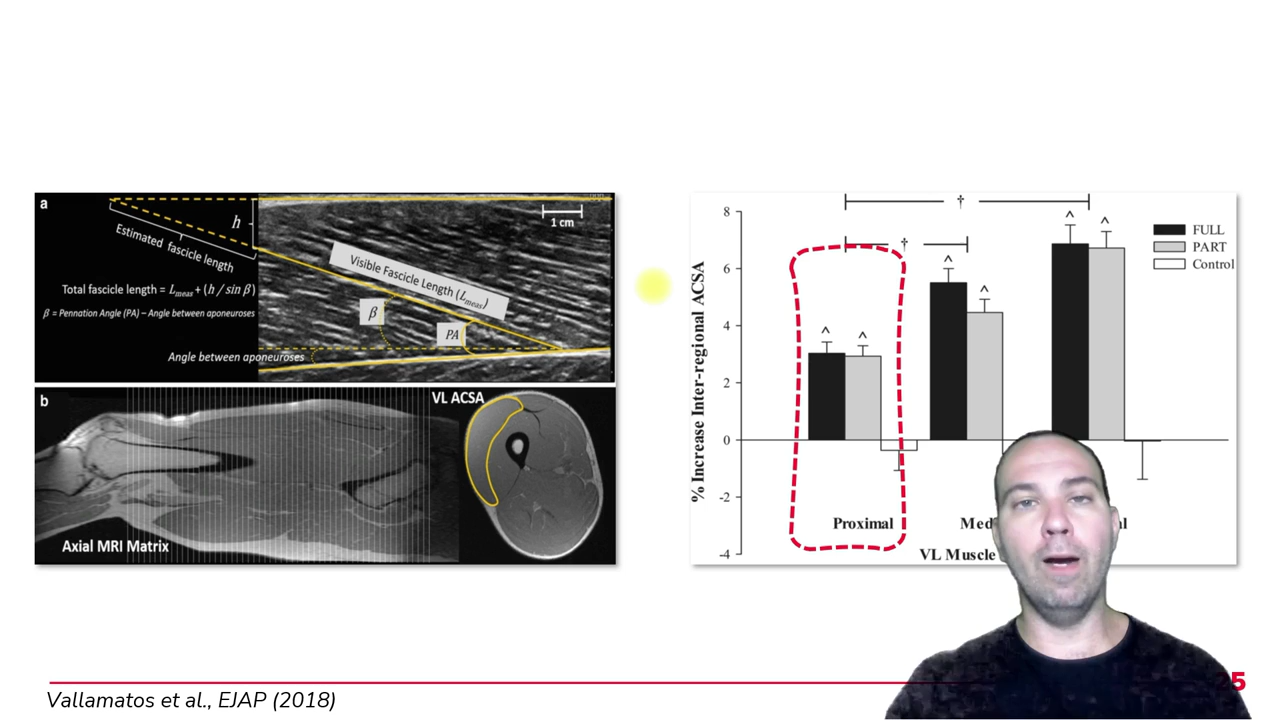 a
h
1 cm
Estimated fascicle length
Visible Fascicle Length (Lmeas)
Total fascicle length = Lmeas + (h / sin β)
β = Pennation Angle (PA) – Angle between aponeuroses
β
PA
Angle between aponeuroses
b
VL ACSA
Axial MRI Matrix
% Increase Inter-regional ACSA
8
6
4
2
0
-2
-4
†
†
^ ^
^ ^
^ ^
FULL
PART
Control
Proximal
Med
al
VL Muscle
Vallamatos et al., EJAP (2018)
5